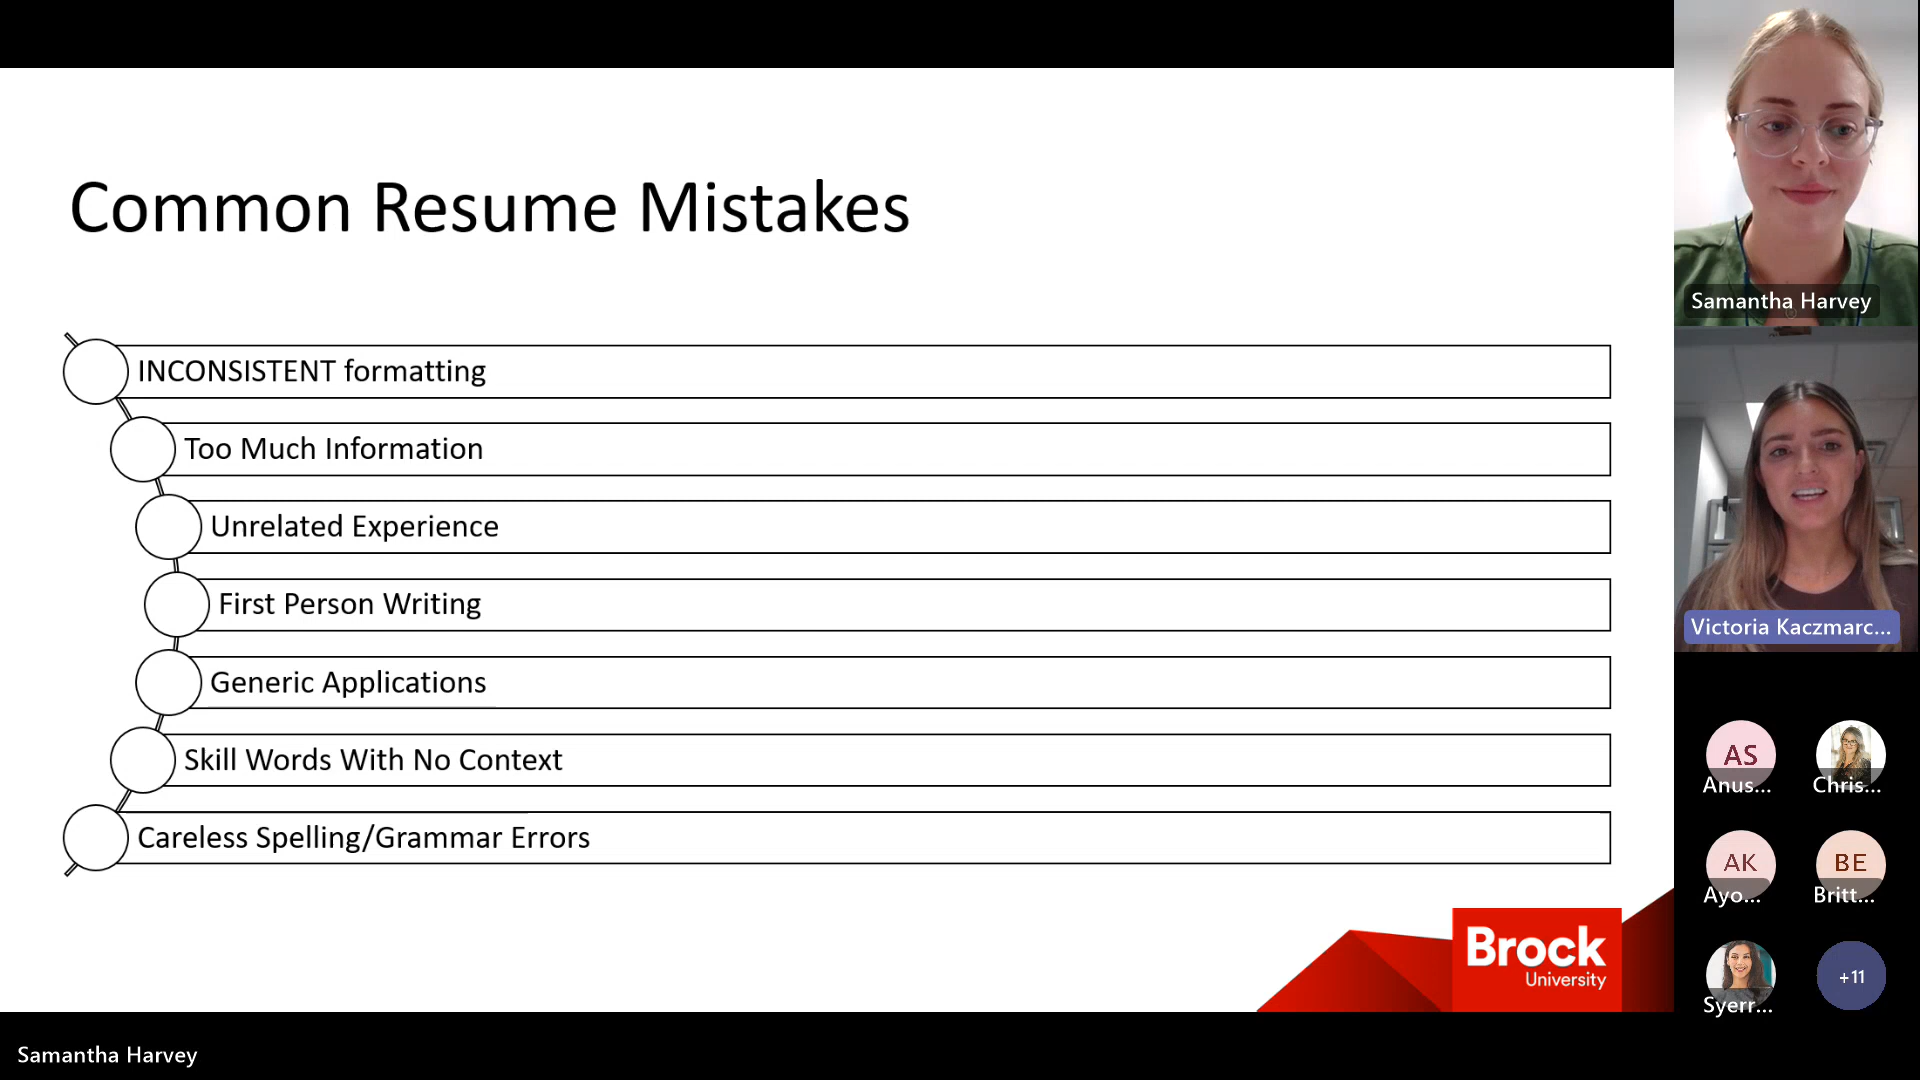 Common Resume Mistakes
INCONSISTENT formatting
Too Much Information
Unrelated Experience
First Person Writing
Generic Applications
Skill Words With No Context
Careless Spelling/Grammar Errors
Brock
University
Samantha Harvey
Samantha Harvey
Victoria Kaczmarc...
AS
Anus...
Chris...
AK
Ayo...
BE
Britt...
Syerr...
+11